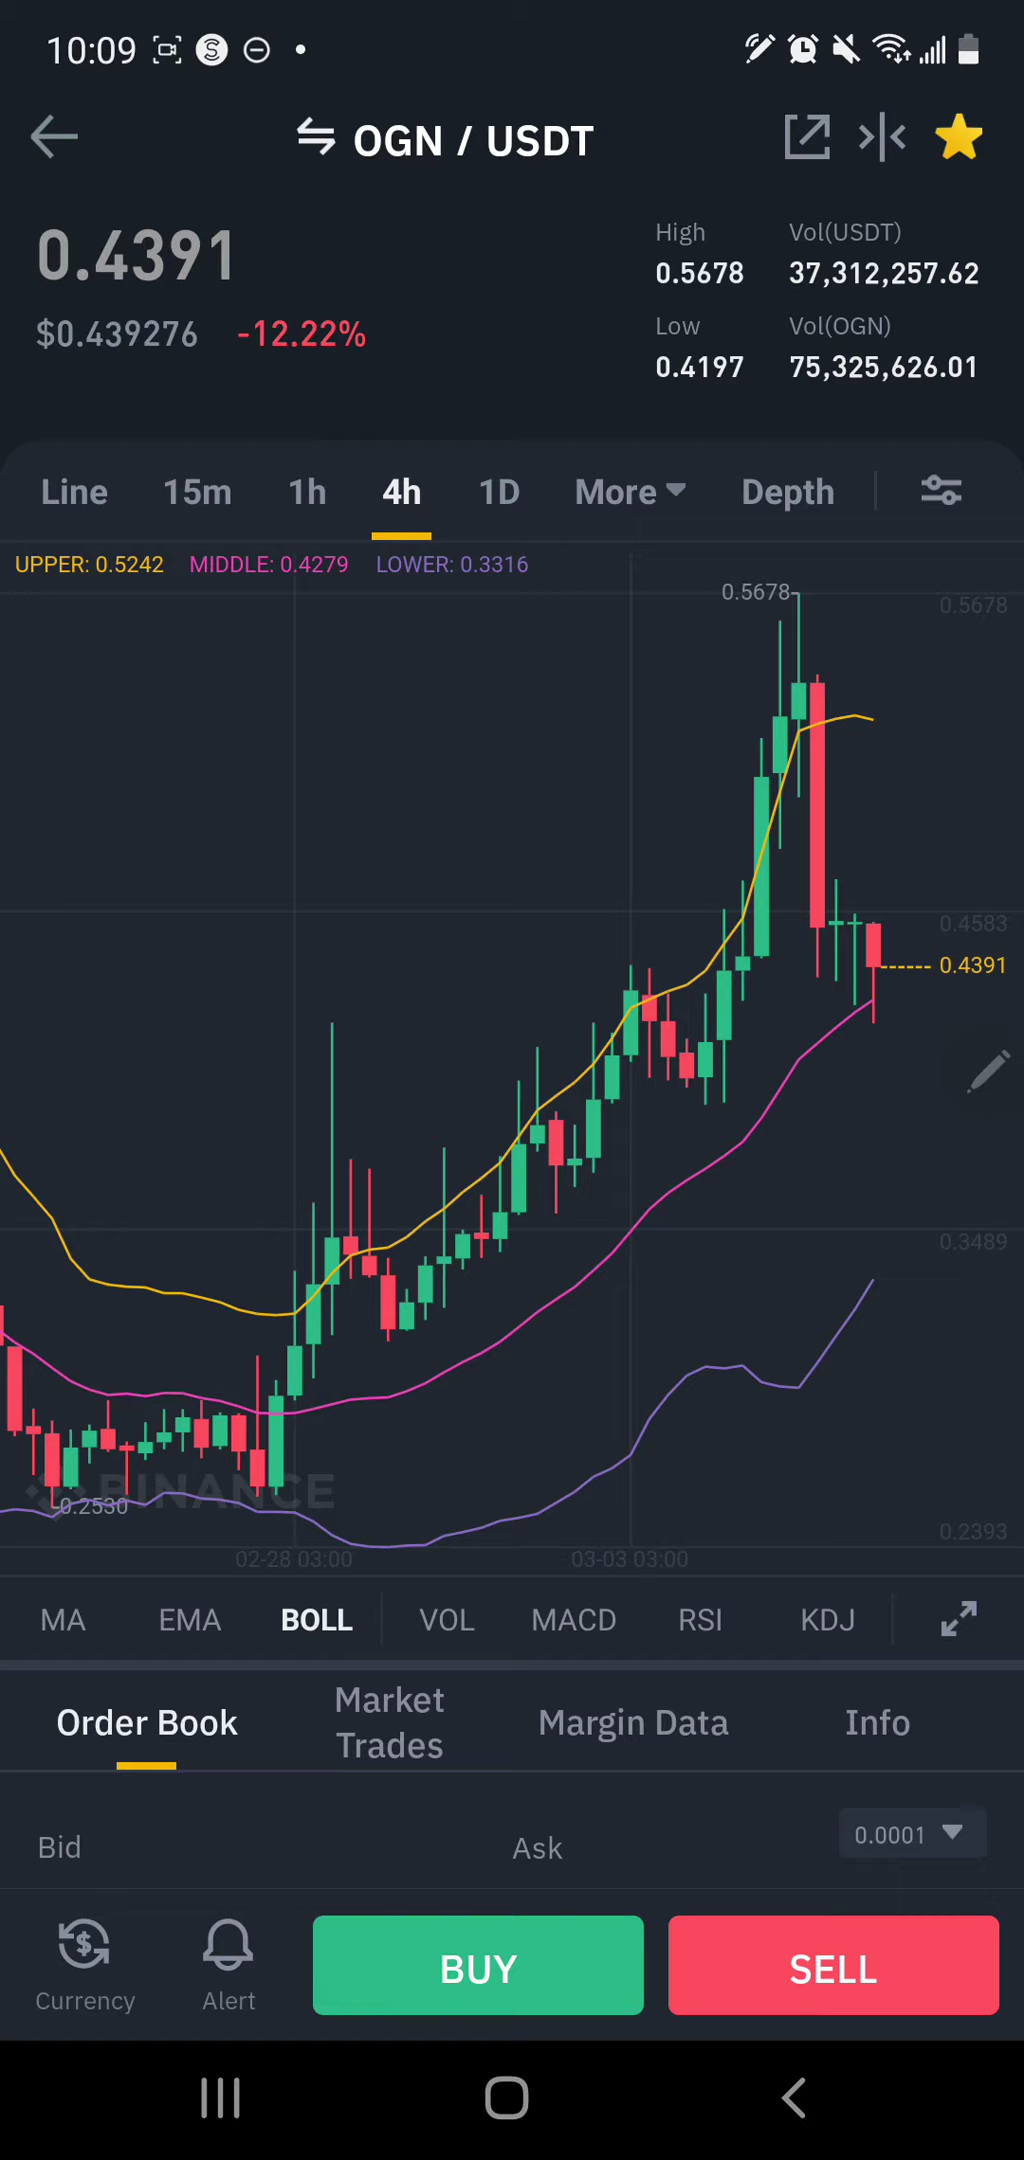 10:09
OGN / USDT
0.4391
$0.439276 -12.22%
High Vol(USDT)
0.5678 37,312,257.62
Low Vol(OGN)
0.4197 75,325,626.01
Line 15m 1h 4h 1D More Depth
UPPER: 0.5242 MIDDLE: 0.4279 LOWER: 0.3316
0.5678
0.5678
0.4583
0.4391
0.3489
BINANCE
0.2530
0.2393
02-28 03:00 03-03 03:00
MA EMA BOLL VOL MACD RSI KDJ
Order Book Market Trades Margin Data Info
Bid Ask 0.0001
Currency Alert BUY SELL